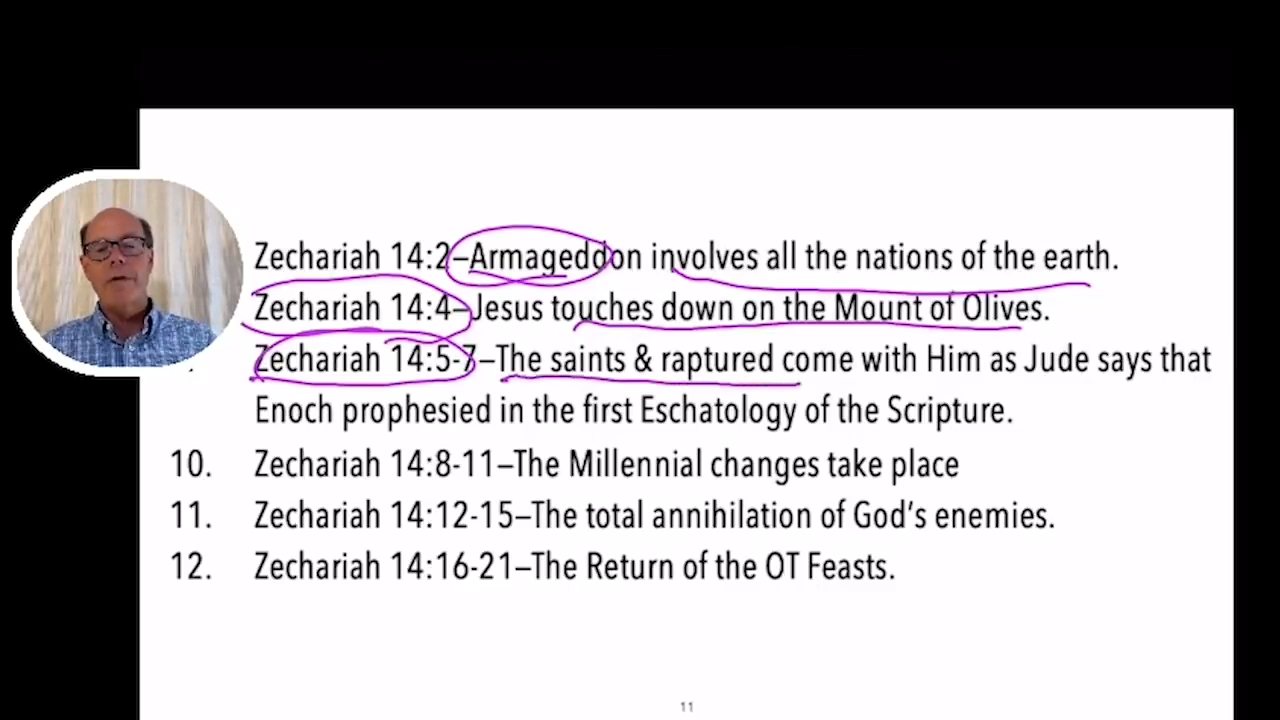 Zechariah 14:2–Armageddon involves all the nations of the earth.
Zechariah 14:4–Jesus touches down on the Mount of Olives.
Zechariah 14:5-7–The saints & raptured come with Him as Jude says that
Enoch prophesied in the first Eschatology of the Scripture.
10. Zechariah 14:8-11–The Millennial changes take place
11. Zechariah 14:12-15–The total annihilation of God’s enemies.
12. Zechariah 14:16-21–The Return of the OT Feasts.
11